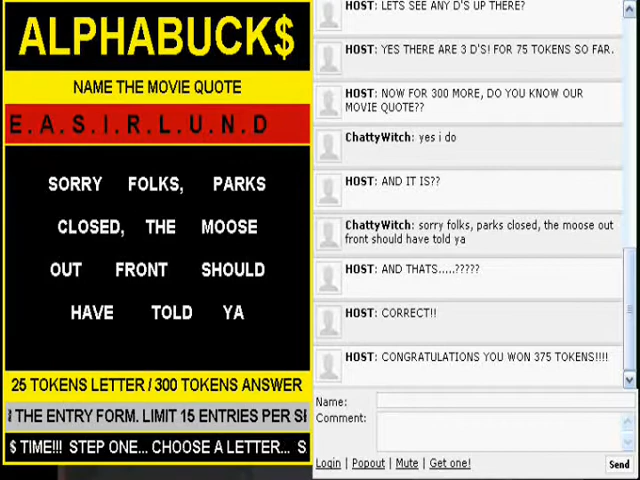 ALPHABUCK$
NAME THE MOVIE QUOTE
E. A. S. I. R. L. U. N. D
SORRY FOLKS, PARKS
CLOSED, THE MOOSE
OUT FRONT SHOULD
HAVE TOLD YA
25 TOKENS LETTER / 300 TOKENS ANSWER
THE ENTRY FORM. LIMIT 15 ENTRIES PER
$ TIME!!! STEP ONE... CHOOSE A LETTER...
HOST: LETS SEE ANY D'S UP THERE?
HOST: YES THERE ARE 3 D'S! FOR 75 TOKENS SO FAR.
HOST: NOW FOR 300 MORE, DO YOU KNOW OUR
MOVIE QUOTE??
ChattyWitch: yes i do
HOST: AND IT IS??
ChattyWitch: sorry folks, parks closed, the moose out
front should have told ya
HOST: AND THATS.....?????
HOST: CORRECT!!
HOST: CONGRATULATIONS YOU WON 375 TOKENS!!!!
Name:
Comment:
Login | Popout | Mute | Get one!
Send